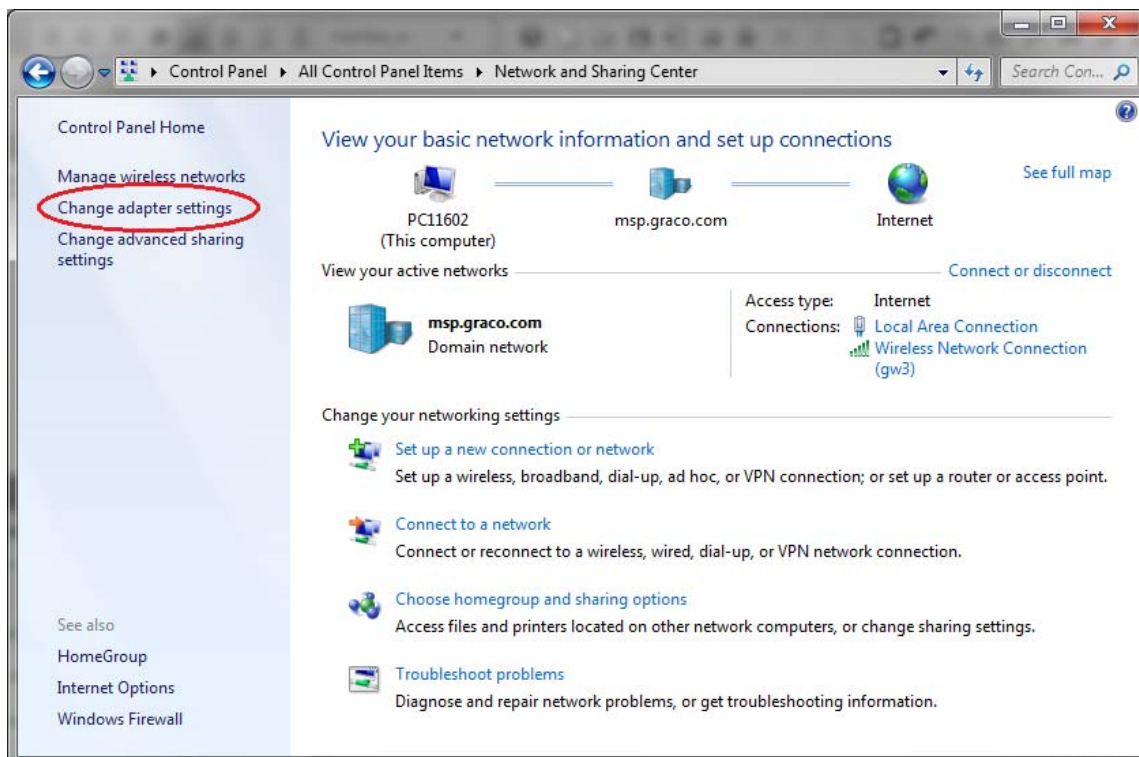 Control Panel ▸ All Control Panel Items ▸ Network and Sharing Center
Search Con...
Control Panel Home
Manage wireless networks
Change adapter settings
Change advanced sharing
settings
See also
HomeGroup
Internet Options
Windows Firewall
View your basic network information and set up connections
See full map
PC11602
(This computer)
msp.graco.com
Internet
View your active networks
Connect or disconnect
msp.graco.com
Domain network
Access type: Internet
Connections: Local Area Connection
Wireless Network Connection
(gw3)
Change your networking settings
Set up a new connection or network
Set up a wireless, broadband, dial-up, ad hoc, or VPN connection; or set up a router or access point.
Connect to a network
Connect or reconnect to a wireless, wired, dial-up, or VPN network connection.
Choose homegroup and sharing options
Access files and printers located on other network computers, or change sharing settings.
Troubleshoot problems
Diagnose and repair network problems, or get troubleshooting information.